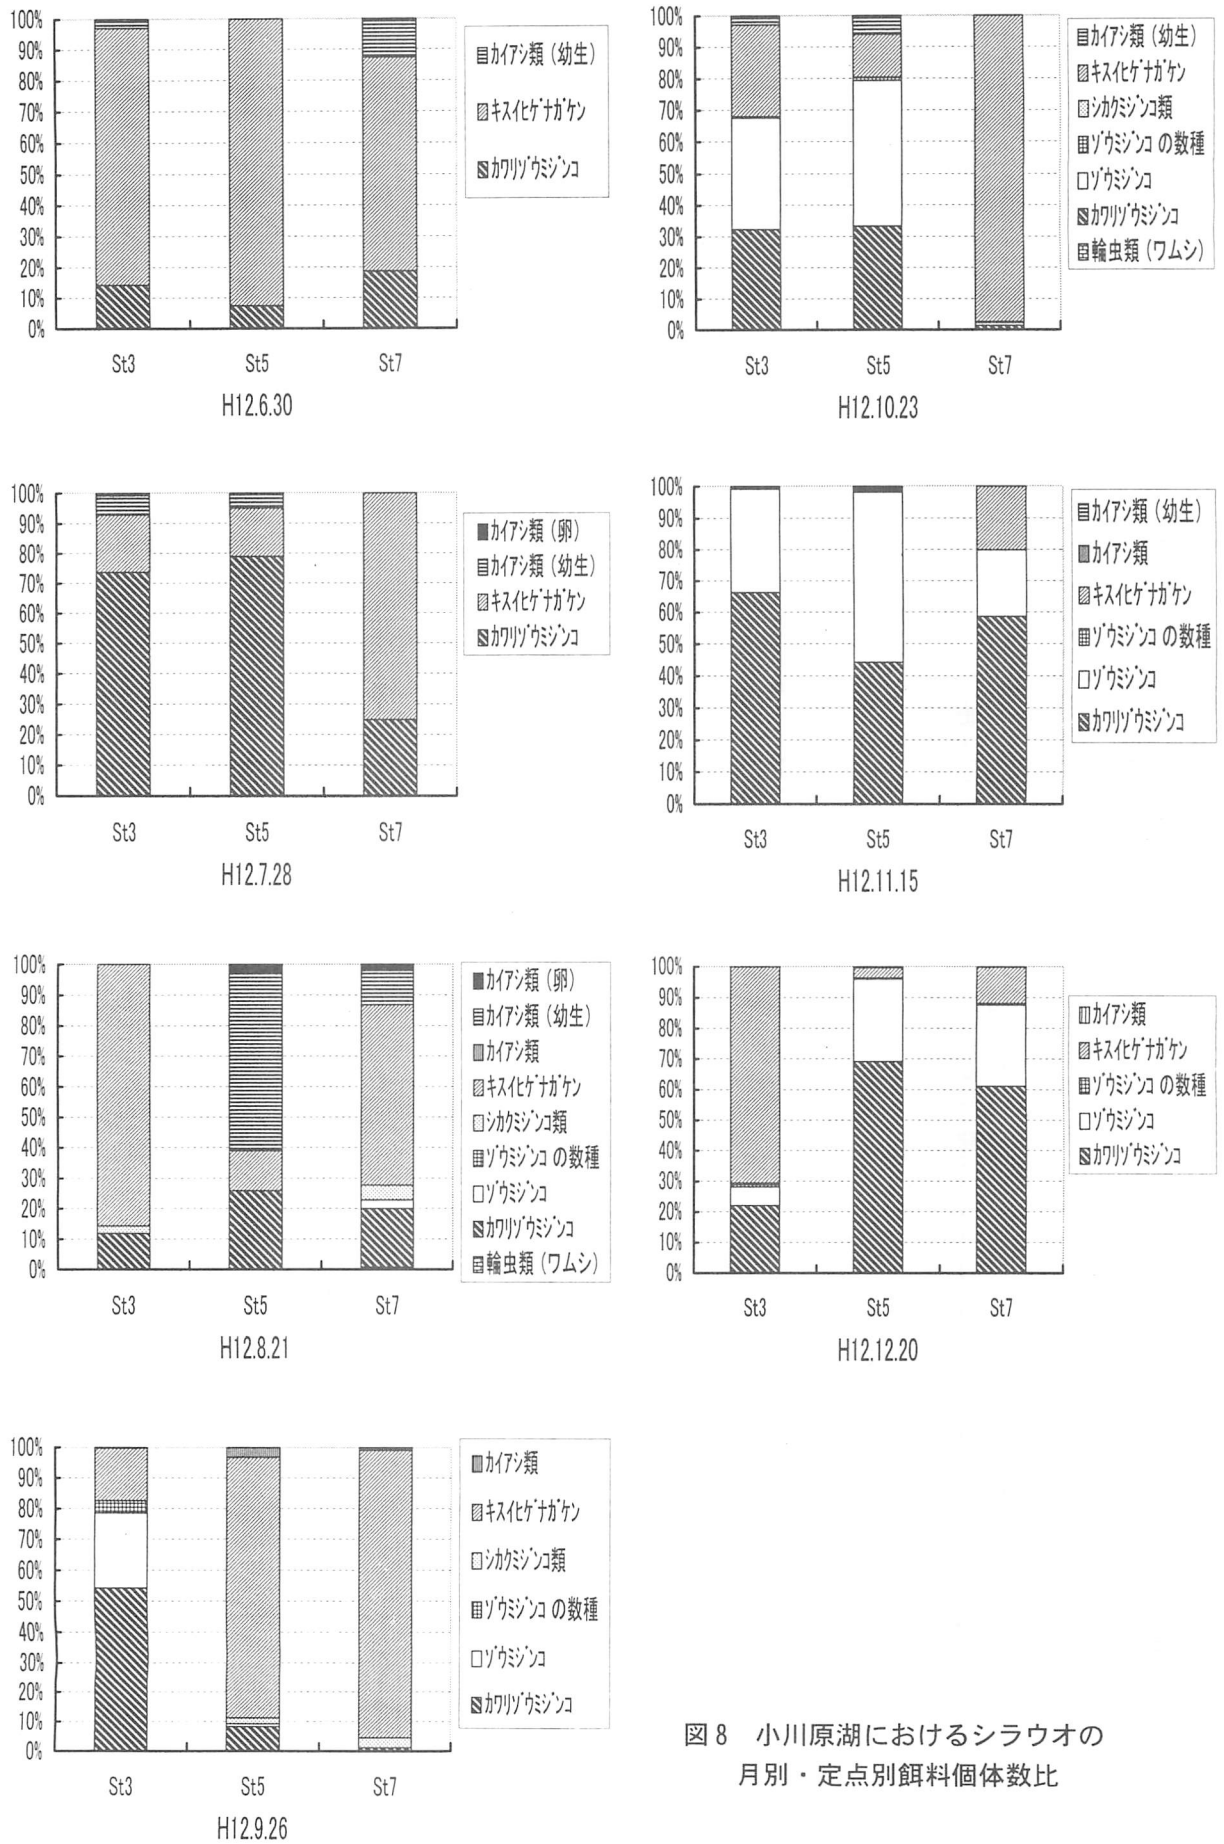 100%
90%
80%
70%
60%
50%
40%
30%
20%
10%
0%
St3
St5
St7
H12.6.30
カイアシ類（幼生）
キスイヒゲナガケン
カワリゾウミジンコ
100%
90%
80%
70%
60%
50%
40%
30%
20%
10%
0%
St3
St5
St7
H12.7.28
カイアシ類（卵）
カイアシ類（幼生）
キスイヒゲナガケン
カワリゾウミジンコ
100%
90%
80%
70%
60%
50%
40%
30%
20%
10%
0%
St3
St5
St7
H12.8.21
カイアシ類（卵）
カイアシ類（幼生）
カイアシ類
キスイヒゲナガケン
シカクミジンコ類
ゾウミジンコ の数種
ゾウミジンコ
カワリゾウミジンコ
輪虫類（ワムシ）
100%
90%
80%
70%
60%
50%
40%
30%
20%
10%
0%
St3
St5
St7
H12.9.26
カイアシ類
キスイヒゲナガケン
シカクミジンコ類
ゾウミジンコ の数種
ゾウミジンコ
カワリゾウミジンコ
100%
90%
80%
70%
60%
50%
40%
30%
20%
10%
0%
St3
St5
St7
H12.10.23
カイアシ類（幼生）
キスイヒゲナガケン
シカクミジンコ類
ゾウミジンコ の数種
ゾウミジンコ
カワリゾウミジンコ
輪虫類（ワムシ）
100%
90%
80%
70%
60%
50%
40%
30%
20%
10%
0%
St3
St5
St7
H12.11.15
カイアシ類（幼生）
カイアシ類
キスイヒゲナガケン
ゾウミジンコ の数種
ゾウミジンコ
カワリゾウミジンコ
100%
90%
80%
70%
60%
50%
40%
30%
20%
10%
0%
St3
St5
St7
H12.12.20
カイアシ類
キスイヒゲナガケン
ゾウミジンコ の数種
ゾウミジンコ
カワリゾウミジンコ
図８　小川原湖におけるシラウオの
月別・定点別餌料個体数比